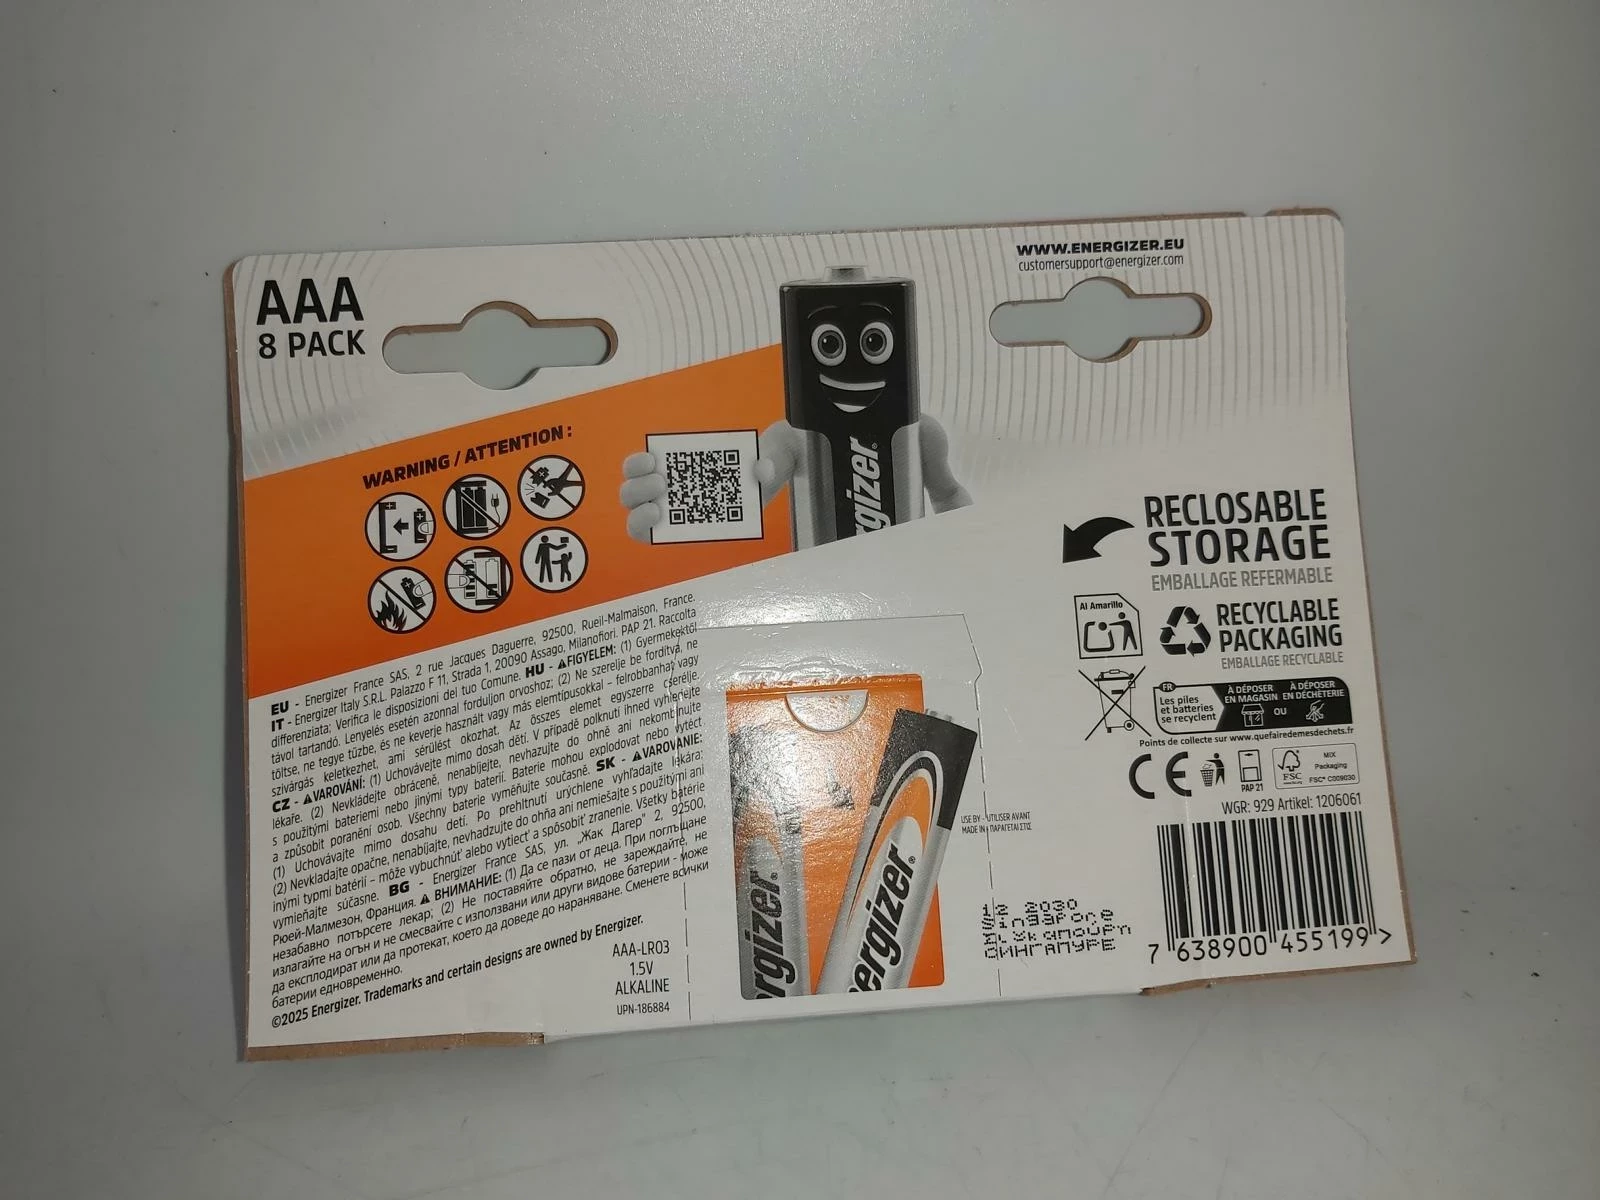 AAA
8 PACK
WWW.ENERGIZER.EU
customersupport@energizer.com
WARNING / ATTENTION :
ergizer®
RECLOSABLE
STORAGE
EMBALLAGE REFERMABLE
Al Amarillo
RECYCLABLE
PACKAGING
EMBALLAGE RECYCLABLE
FR
Les piles
et batteries
se recyclent
À DÉPOSER
EN MAGASIN
OU
À DÉPOSER
EN DÉCHÈTERIE
Points de collecte sur www.quefairedemesdechets.fr
CE
PAP 21
FSC
MIX
Packaging
FSC® C009030
WGR: 929 Artikel: 1206061
7 638900 455199 >
EU - Energizer France SAS, 2 rue Jacques Daguerre, 92500, Rueil-Malmaison, France.
IT - Energizer Italy S.R.L. Palazzo F 11, Strada 1, 20090 Assago, Milanofiori. PAP 21. Raccolta
differenziata; Verifica le disposizioni del tuo Comune. HU - ⚠FIGYELEM: (1) Gyermekektől
távol tartandó. Lenyelés esetén azonnal forduljon orvoshoz; (2) Ne szerelje be fordítva, ne
töltse, ne tegye tűzbe, és ne keverje használt vagy más elemtípusokkal - felrobbanhat vagy
szivárgás keletkezhet, ami sérülést okozhat. Az összes elemet egyszerre cserélje.
CZ - ⚠VAROVÁNÍ: (1) Uchovávejte mimo dosah dětí. V případě polknutí ihned vyhledejte
lékaře. (2) Nevkládejte obráceně, nenabíjejte, nevhazujte do ohně ani nekombinujte
s použitými bateriemi nebo jinými typy baterií. Baterie mohou explodovat nebo vytéct
a způsobit poranění osob. Všechny baterie vyměňujte současně. SK - ⚠VAROVANIE:
(1) Uchovávajte mimo dosahu detí. Po prehltnutí urýchlene vyhľadajte lekára;
(2) Nevkladajte opačne, nenabíjajte, nevhadzujte do ohňa ani nemiešajte s použitými ani
inými typmi batérií – môže vybuchnúť alebo vytiecť a spôsobiť zranenie. Všetky batérie
vymieňajte súčasne. BG - Energizer France SAS, ул. „Жак Дагер" 2, 92500,
Рюей-Малмезон, Франция. ⚠ ВНИМАНИЕ: (1) Да се пази от деца. При поглъщане
незабавно потърсете лекар; (2) Не поставяйте обратно, не зареждайте, не
излагайте на огън и не смесвайте с използвани или други видове батерии - може
да експлодират или да протекат, което да доведе до нараняване. Сменете всички
батерии едновременно.
©2025 Energizer. Trademarks and certain designs are owned by Energizer.
AAA-LR03
1.5V
ALKALINE
UPN-186884
ergizer®
ergizer®
USE BY - UTILISER AVANT
MADE IN / ΠΑΡΑΓΕΤΑΙ ΣΤΙΣ
12 2030
Singapore
СИНГАПУРЕ